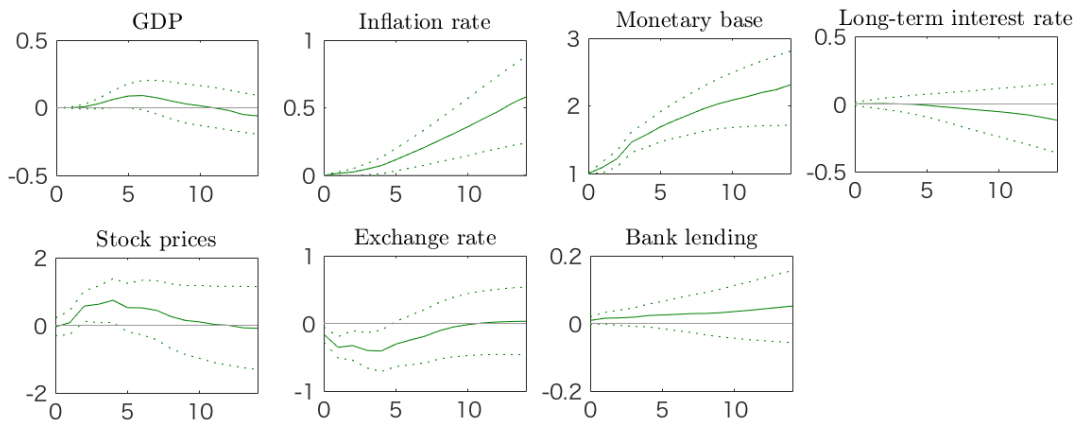 GDP
Inflation rate
Monetary base
Long-term interest rate
0.5
0
-0.5
0 5 10
1
0.5
0
0 5 10
3
2
1
0 5 10
0.5
0
-0.5
0 5 10
Stock prices
Exchange rate
Bank lending
2
0
-2
0 5 10
1
0
-1
0 5 10
0.2
0
-0.2
0 5 10